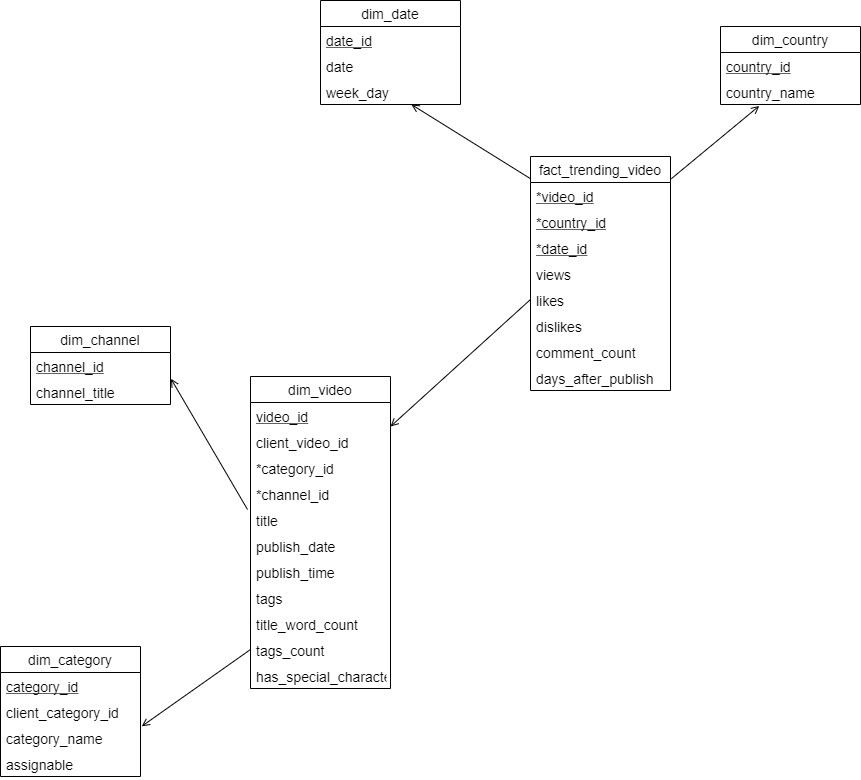 dim_date
date_id
date
week_day
dim_country
country_id
country_name
fact_trending_video
*video_id
*country_id
*date_id
views
likes
dislikes
comment_count
days_after_publish
dim_channel
channel_id
channel_title
dim_video
video_id
client_video_id
*category_id
*channel_id
title
publish_date
publish_time
tags
title_word_count
tags_count
has_special_characte
dim_category
category_id
client_category_id
category_name
assignable